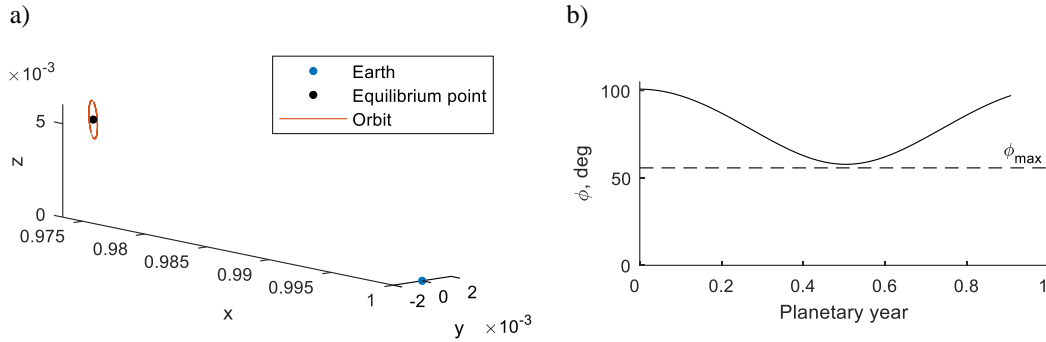 a)
× 10⁻³
5
0
z
0.975
0.98
0.985
0.99
0.995
1
x
-2
0
2
y
× 10⁻³
Earth
Equilibrium point
Orbit
b)
100
50
0
ϕ, deg
ϕmax
0
0.2
0.4
0.6
0.8
1
Planetary year